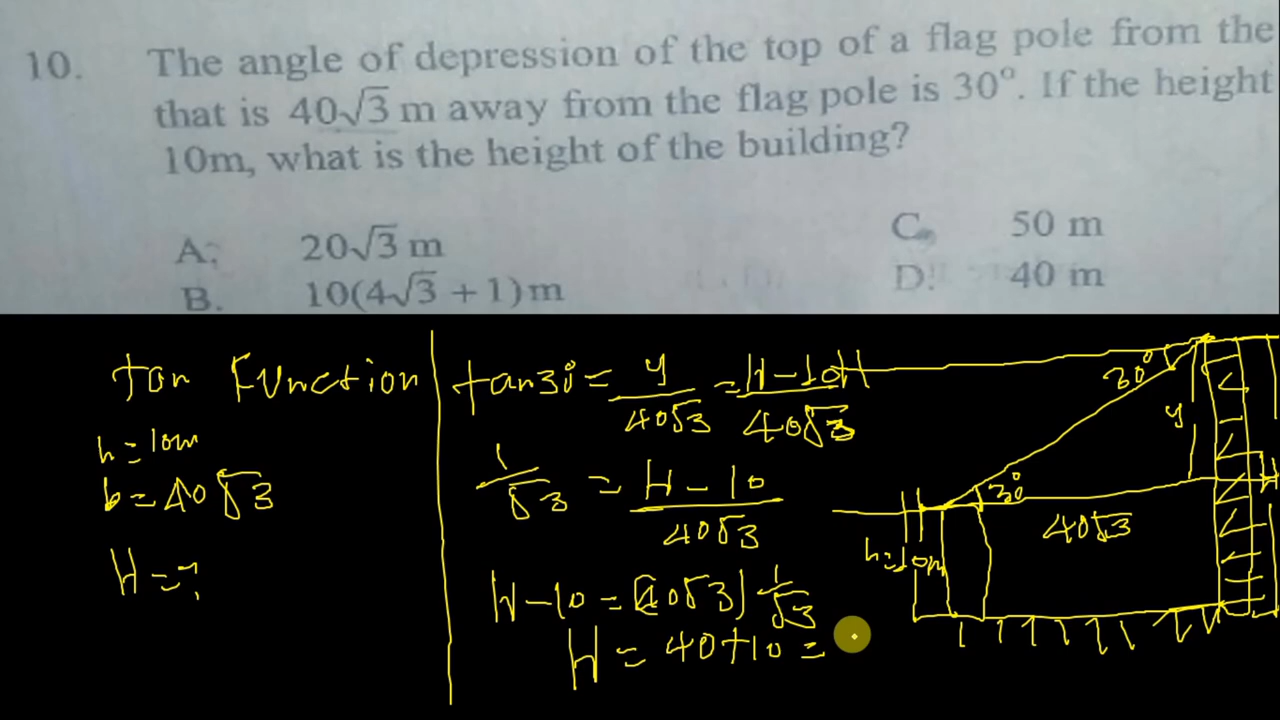 10. The angle of depression of the top of a flag pole from the
that is 40√3 m away from the flag pole is 30°. If the height
10m, what is the height of the building?
A. 20√3 m
C. 50 m
B. 10(4√3 + 1)m
D. 40 m
tan Function
h = 10m
b = 40√3
H = ?
tan30 = y/40√3 = H-10/40√3
1/√3 = H - 10/40√3
H-10 = (40√3) 1/√3
H = 40+10 =
30°
y
30°
40√3
h=10m
H